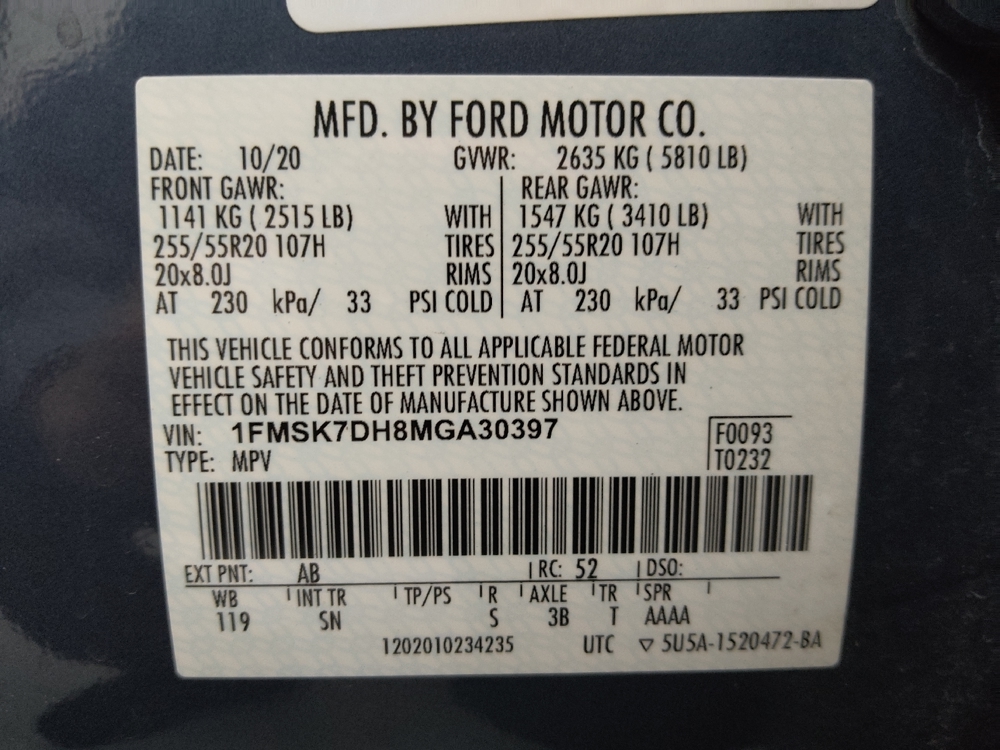 MFD. BY FORD MOTOR CO.
DATE: 10/20 GVWR: 2635 KG ( 5810 LB)
FRONT GAWR: REAR GAWR:
1141 KG ( 2515 LB) WITH 1547 KG ( 3410 LB) WITH
255/55R20 107H TIRES 255/55R20 107H TIRES
20x8.0J RIMS 20x8.0J RIMS
AT 230 kPa/ 33 PSI COLD AT 230 kPa/ 33 PSI COLD
THIS VEHICLE CONFORMS TO ALL APPLICABLE FEDERAL MOTOR
VEHICLE SAFETY AND THEFT PREVENTION STANDARDS IN
EFFECT ON THE DATE OF MANUFACTURE SHOWN ABOVE.
VIN: 1FMSK7DH8MGA30397 F0093
TYPE: MPV T0232
EXT PNT: AB RC: 52 DSO:
WB INT TR TP/PS R AXLE TR SPR
119 SN S 3B T AAAA
1202010234235 UTC ▽ 5U5A-1520472-BA